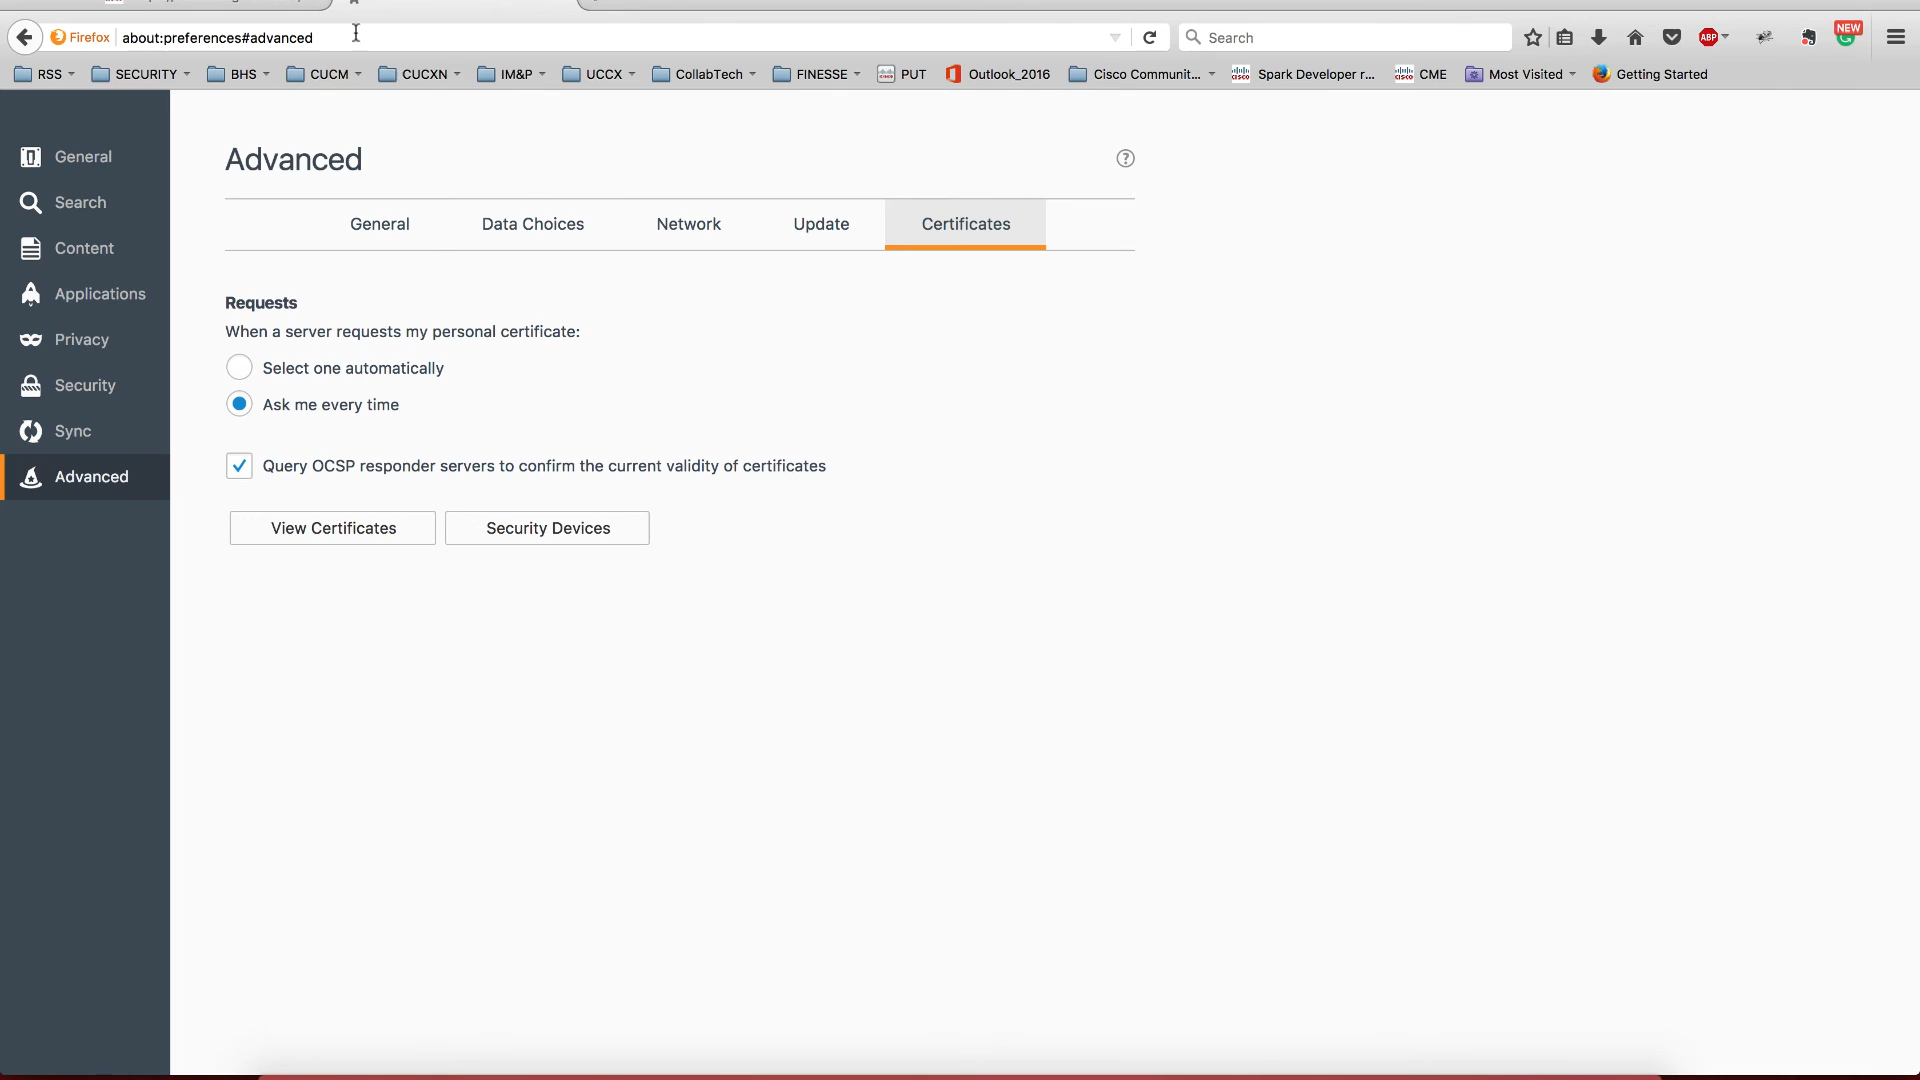 Firefox about:preferences#advanced Search ABP NEW
RSS SECURITY BHS CUCM CUCXN IM&P UCCX CollabTech FINESSE PUT Outlook_2016 Cisco Communit... Spark Developer r... CME Most Visited Getting Started
General
Search
Content
Applications
Privacy
Security
Sync
Advanced
Advanced ?
General Data Choices Network Update Certificates
Requests
When a server requests my personal certificate:
Select one automatically
Ask me every time
Query OCSP responder servers to confirm the current validity of certificates
View Certificates Security Devices